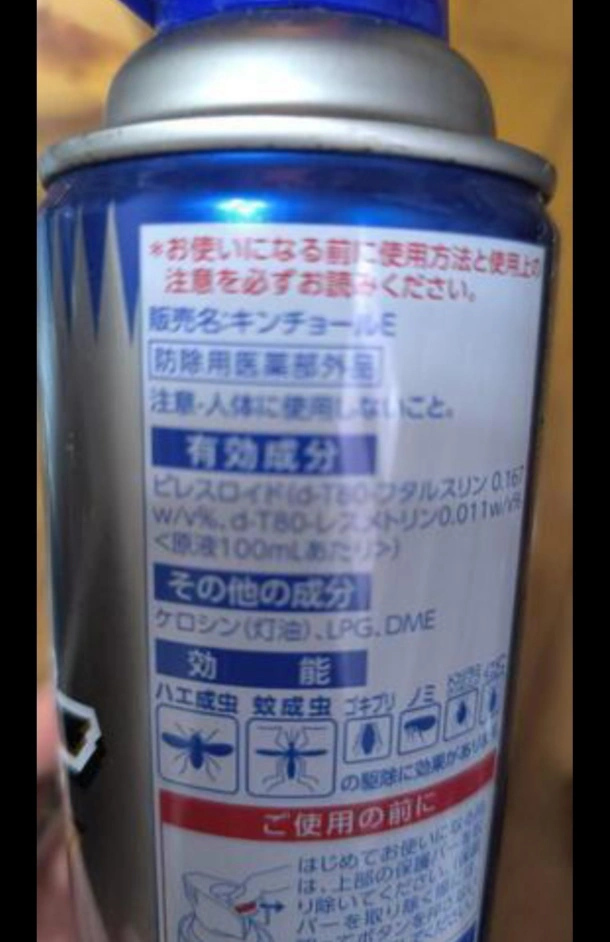 *お使いになる前に使用方法と使用上の
注意を必ずお読みください。
販売名:キンチョールE
防除用医薬部外品
注意-人体に使用しないこと。
有効成分
ピレスロイド(d-T80-フタルスリン 0.167
w/v%、d-T80-レスメトリン0.011w/v%
<原液100mLあたり>)
その他の成分
ケロシン(灯油)、LPG、DME
効 能
ハエ成虫 蚊成虫 ゴキブリ ノミ
の駆除に効果があります
ご使用の前に
はじめてお使いになる
は、上部の保護バーを
り除いてください。
バーを取り除く